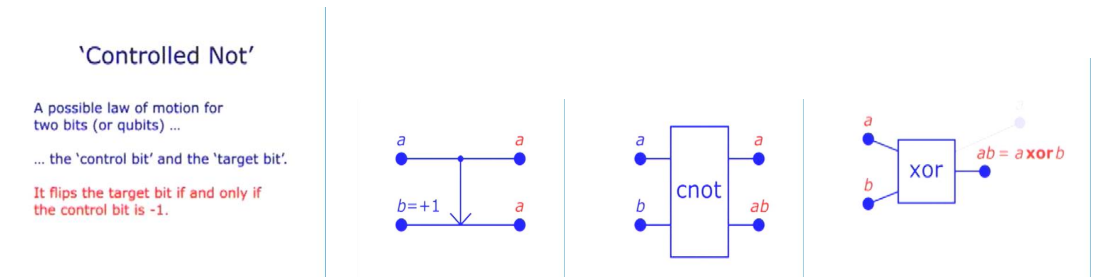 ‘Controlled Not’
A possible law of motion for
two bits (or qubits) ...
... the ‘control bit’ and the ‘target bit’.
It flips the target bit if and only if
the control bit is -1.
a
a
b=+1
a
a
a
cnot
b
ab
a
xor
ab = a xor b
b